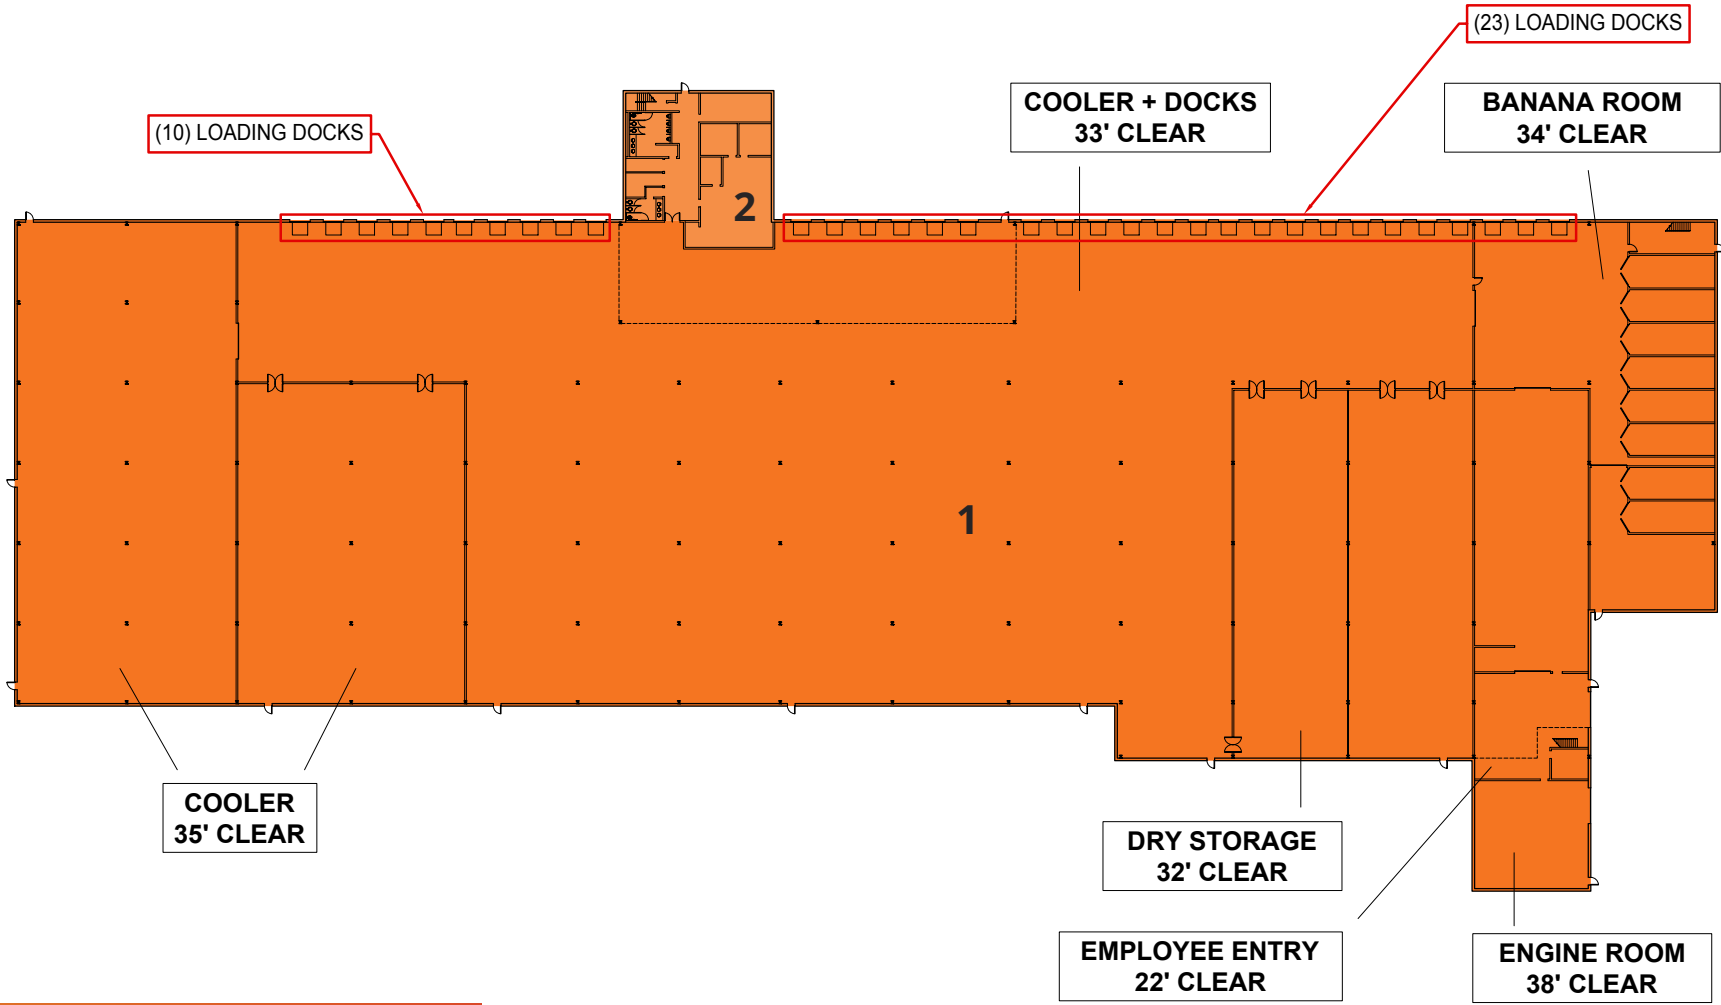 (23) LOADING DOCKS
COOLER + DOCKS
33' CLEAR
BANANA ROOM
34' CLEAR
(10) LOADING DOCKS
2
1
COOLER
35' CLEAR
DRY STORAGE
32' CLEAR
EMPLOYEE ENTRY
22' CLEAR
ENGINE ROOM
38' CLEAR